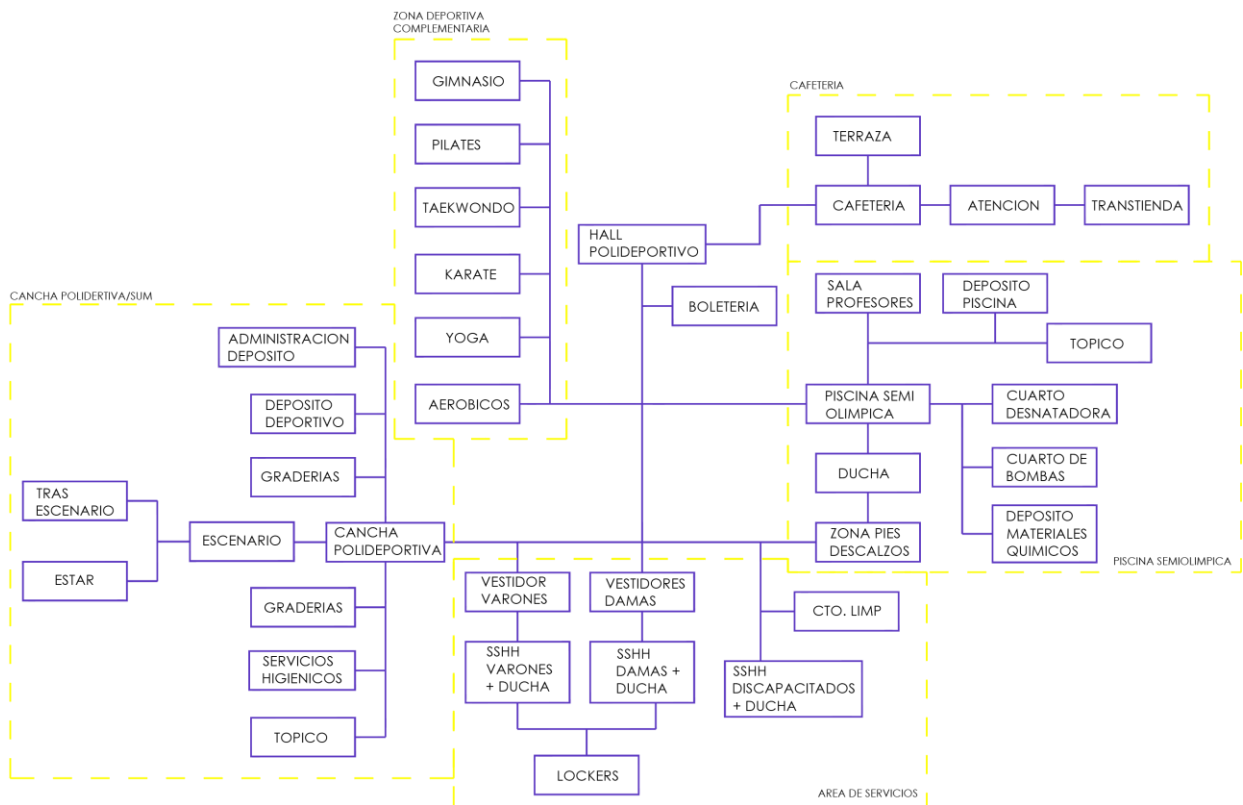 ZONA DEPORTIVA
COMPLEMENTARIA
GIMNASIO
PILATES
TAEKWONDO
KARATE
YOGA
AEROBICOS
CAFETERIA
TERRAZA
CAFETERIA
ATENCION
TRANSTIENDA
HALL
POLIDEPORTIVO
BOLETERIA
SALA
PROFESORES
DEPOSITO
PISCINA
TOPICO
PISCINA SEMI
OLIMPICA
CUARTO
DESNATADORA
DUCHA
CUARTO DE
BOMBAS
ZONA PIES
DESCALZOS
DEPOSITO
MATERIALES
QUIMICOS
PISCINA SEMIOLIMPICA
CANCHA POLIDERTIVA/SUM
ADMINISTRACION
DEPOSITO
DEPOSITO
DEPORTIVO
GRADERIAS
TRAS
ESCENARIO
ESCENARIO
CANCHA
POLIDEPORTIVA
ESTAR
GRADERIAS
SERVICIOS
HIGIENICOS
TOPICO
VESTIDOR
VARONES
VESTIDORES
DAMAS
CTO. LIMP
SSHH
VARONES
+ DUCHA
SSHH
DAMAS +
DUCHA
SSHH
DISCAPACITADOS
+ DUCHA
LOCKERS
AREA DE SERVICIOS